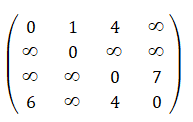 0 1 4 ∞
∞ 0 ∞ ∞
∞ ∞ 0 7
6 ∞ 4 0